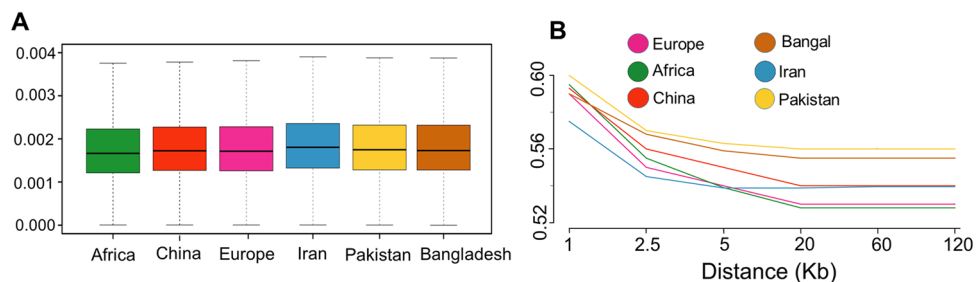 A
0.004
0.003
0.002
0.001
0.000
Africa China Europe Iran Pakistan Bangladesh
B
Europe Bangal
Africa Iran
China Pakistan
0.60
0.56
0.52
1 2.5 5 20 60 120
Distance (Kb)